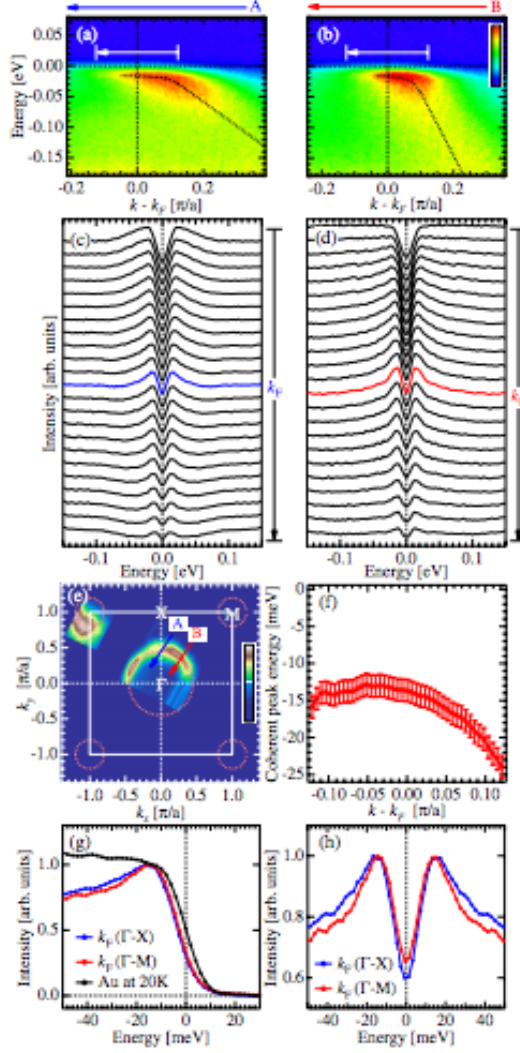 A
B
(a)
(b)
Energy [eV]
0.05
0.00
-0.05
-0.10
-0.15
-0.2
0.0
0.2
-0.2
0.0
0.2
k - kF [π/a]
k - kF [π/a]
(c)
(d)
Intensity [arb. units]
kF
-0.1
0.0
0.1
-0.1
0.0
0.1
Energy [eV]
Energy [eV]
(e)
X
M
A
B
Γ
ky [π/a]
1.0
0.5
0.0
-0.5
-1.0
-1.0
-0.5
0.0
0.5
1.0
kx [π/a]
(f)
Coherent peak energy [meV]
0
-5
-10
-15
-20
-25
-0.10
-0.05
0.00
0.05
0.10
k - kF [π/a]
(g)
Intensity [arb. units]
1.0
0.5
0.0
kF (Γ-X)
kF (Γ-M)
Au at 20K
-40
-20
0
20
Energy [meV]
(h)
Intensity [arb. units]
1.0
0.8
0.6
kF (Γ-X)
kF (Γ-M)
-40
-20
0
20
40
Energy [meV]